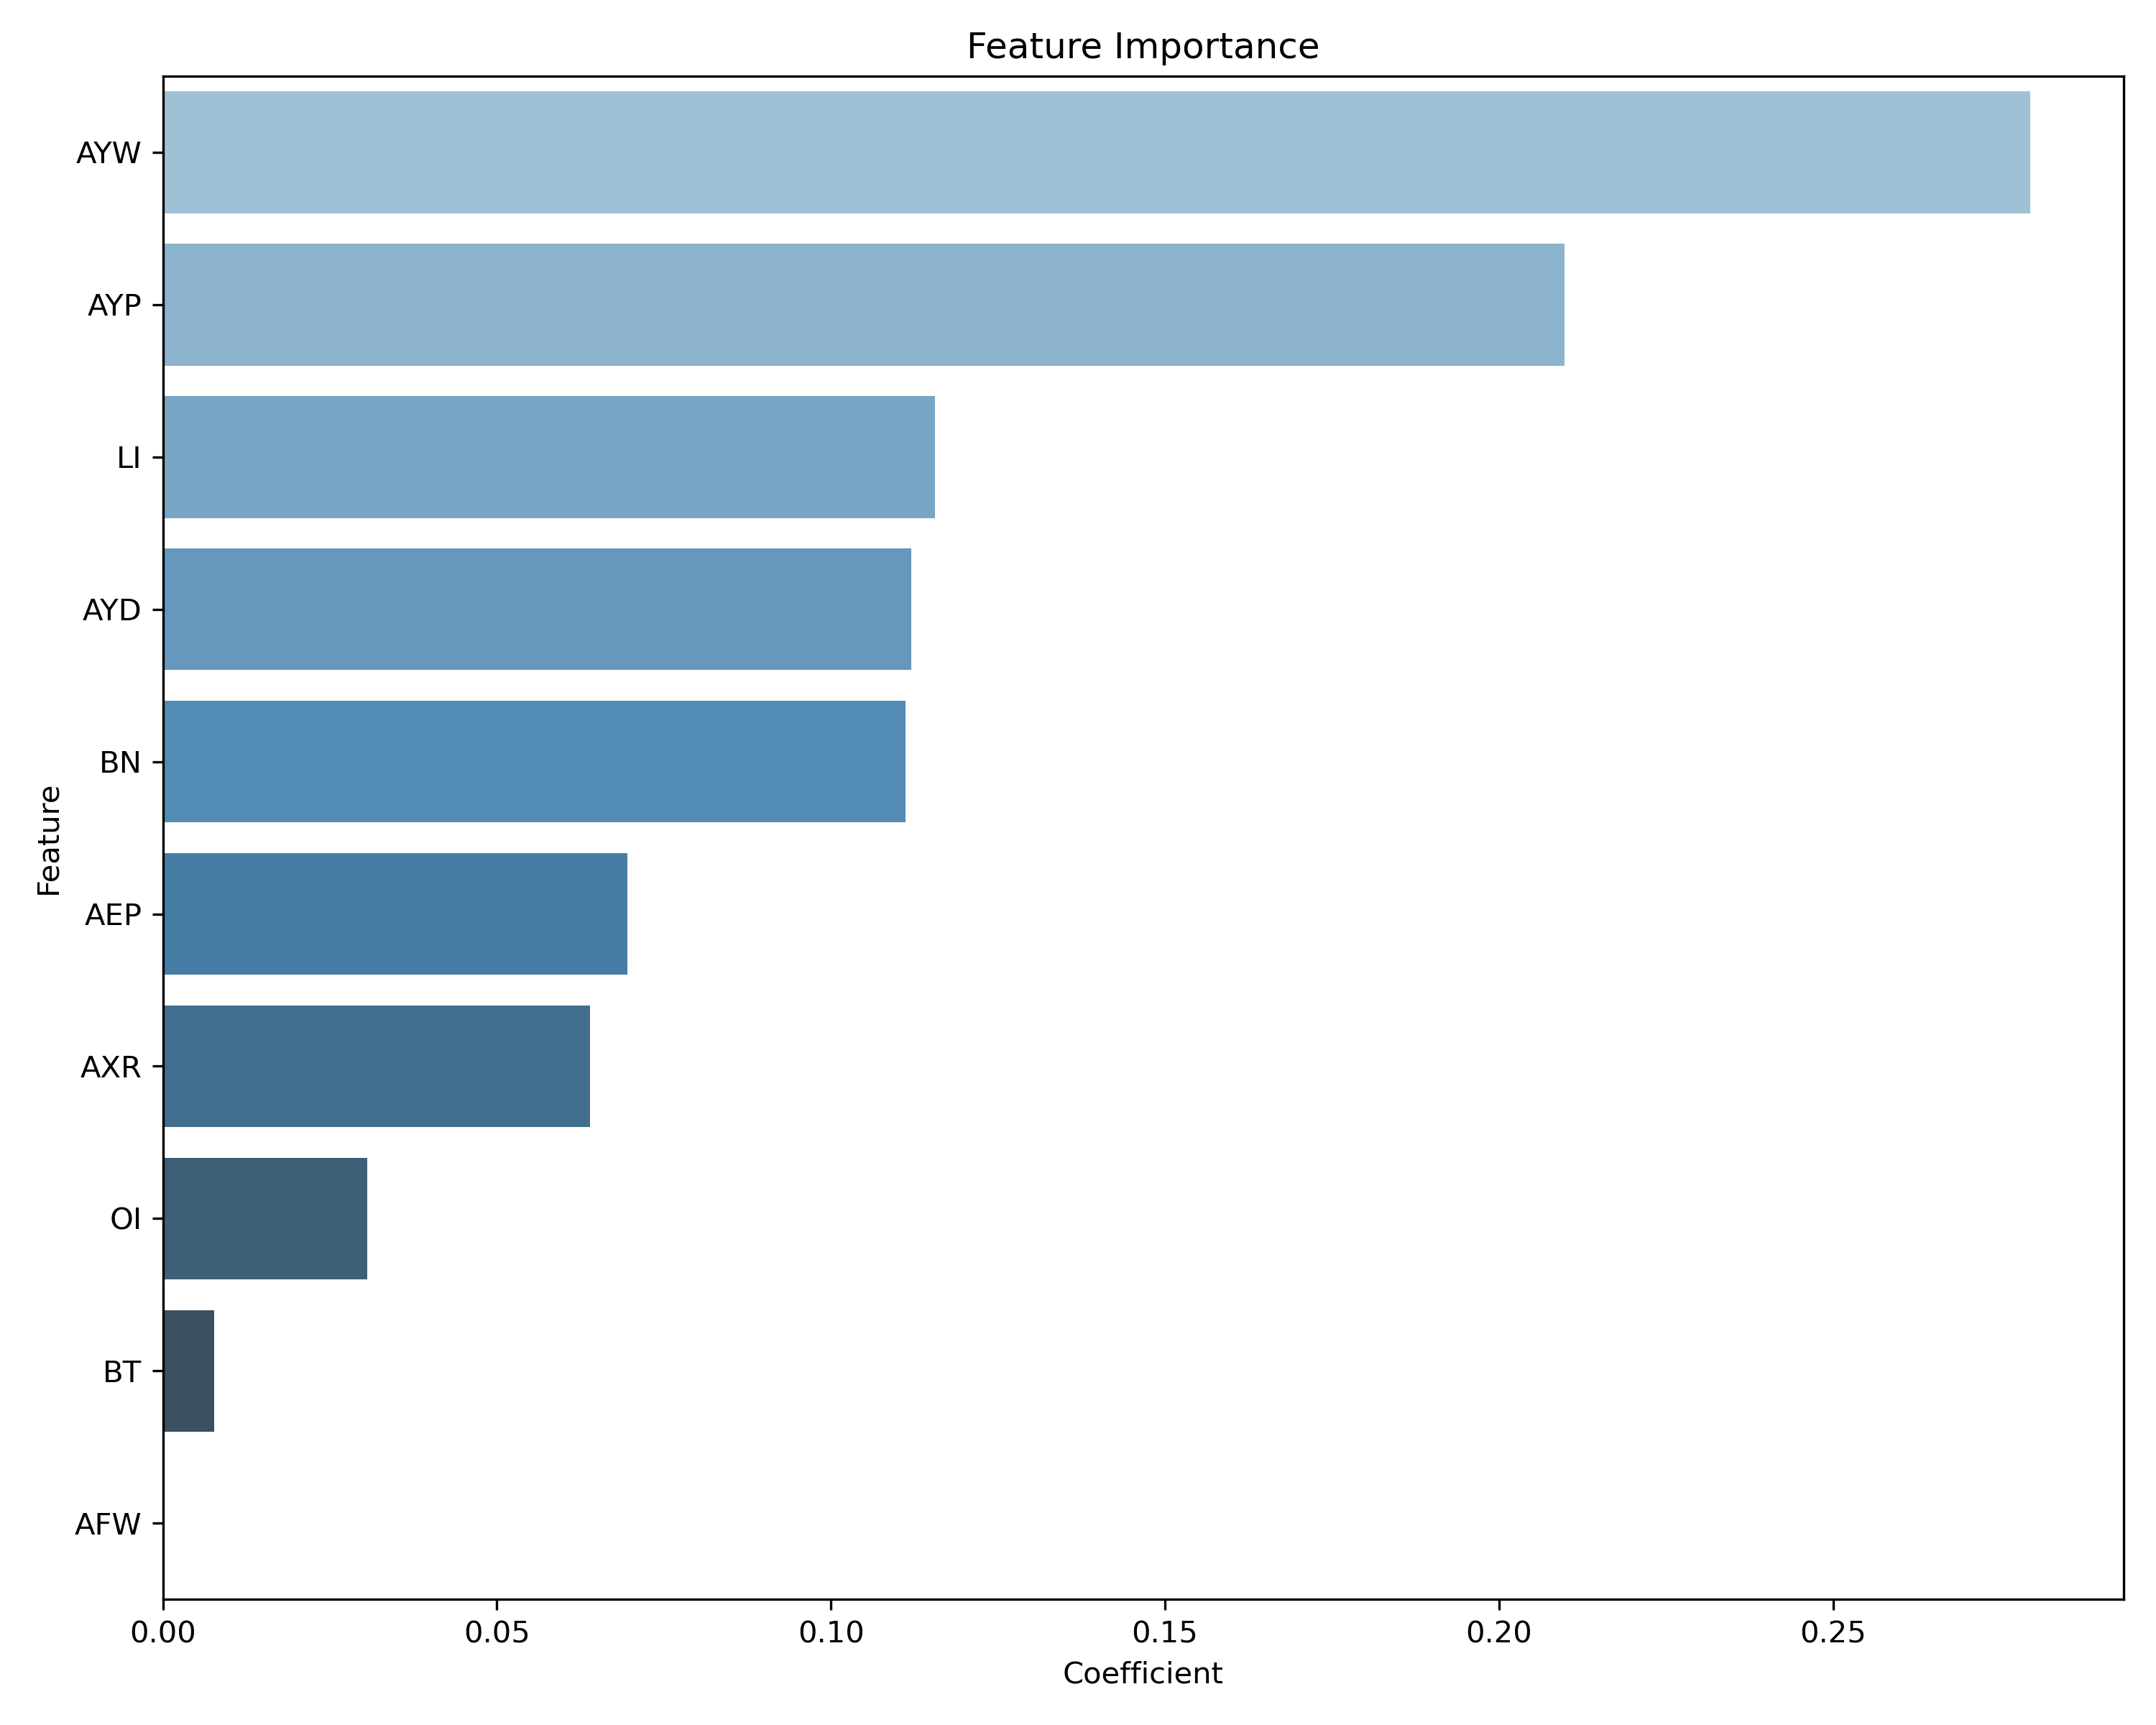 Feature Importance
AYW
AYP
LI
AYD
BN
AEP
AXR
OI
BT
AFW
Feature
0.00 0.05 0.10 0.15 0.20 0.25
Coefficient